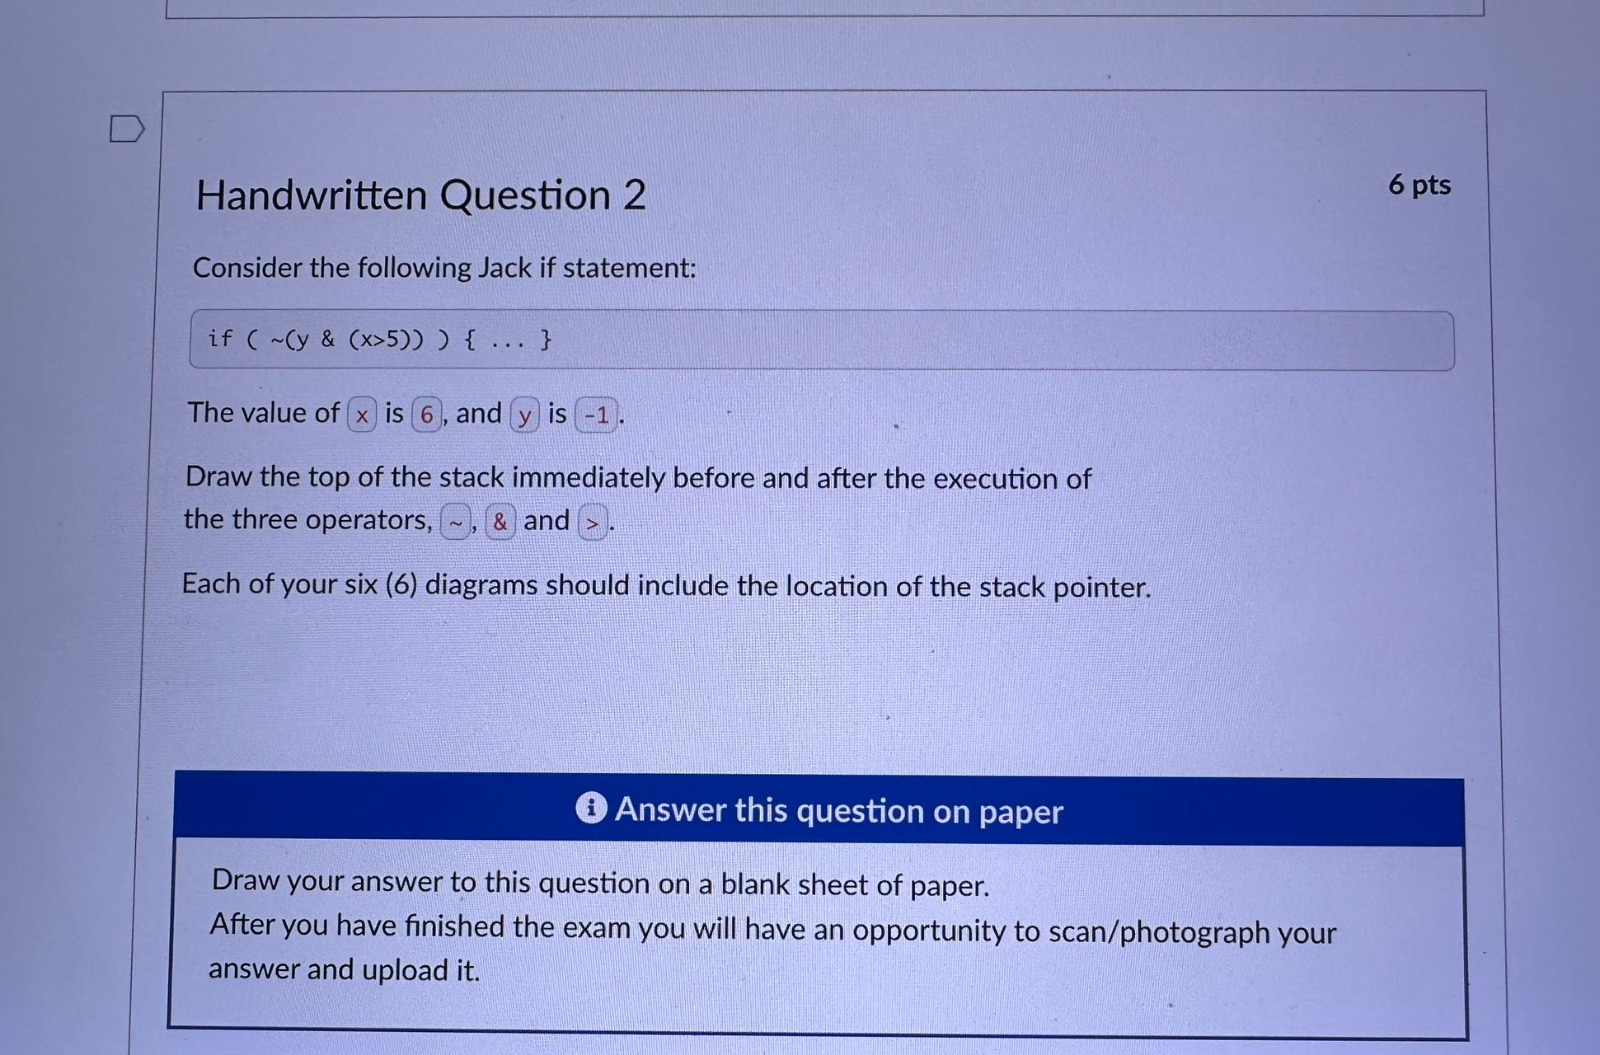 Handwritten Question 2
6 pts
Consider the following Jack if statement:
if ( ~(y & (x>5)) ) { ... }
The value of x is 6, and y is -1.
Draw the top of the stack immediately before and after the execution of
the three operators, ~, & and >.
Each of your six (6) diagrams should include the location of the stack pointer.
Answer this question on paper
Draw your answer to this question on a blank sheet of paper.
After you have finished the exam you will have an opportunity to scan/photograph your
answer and upload it.